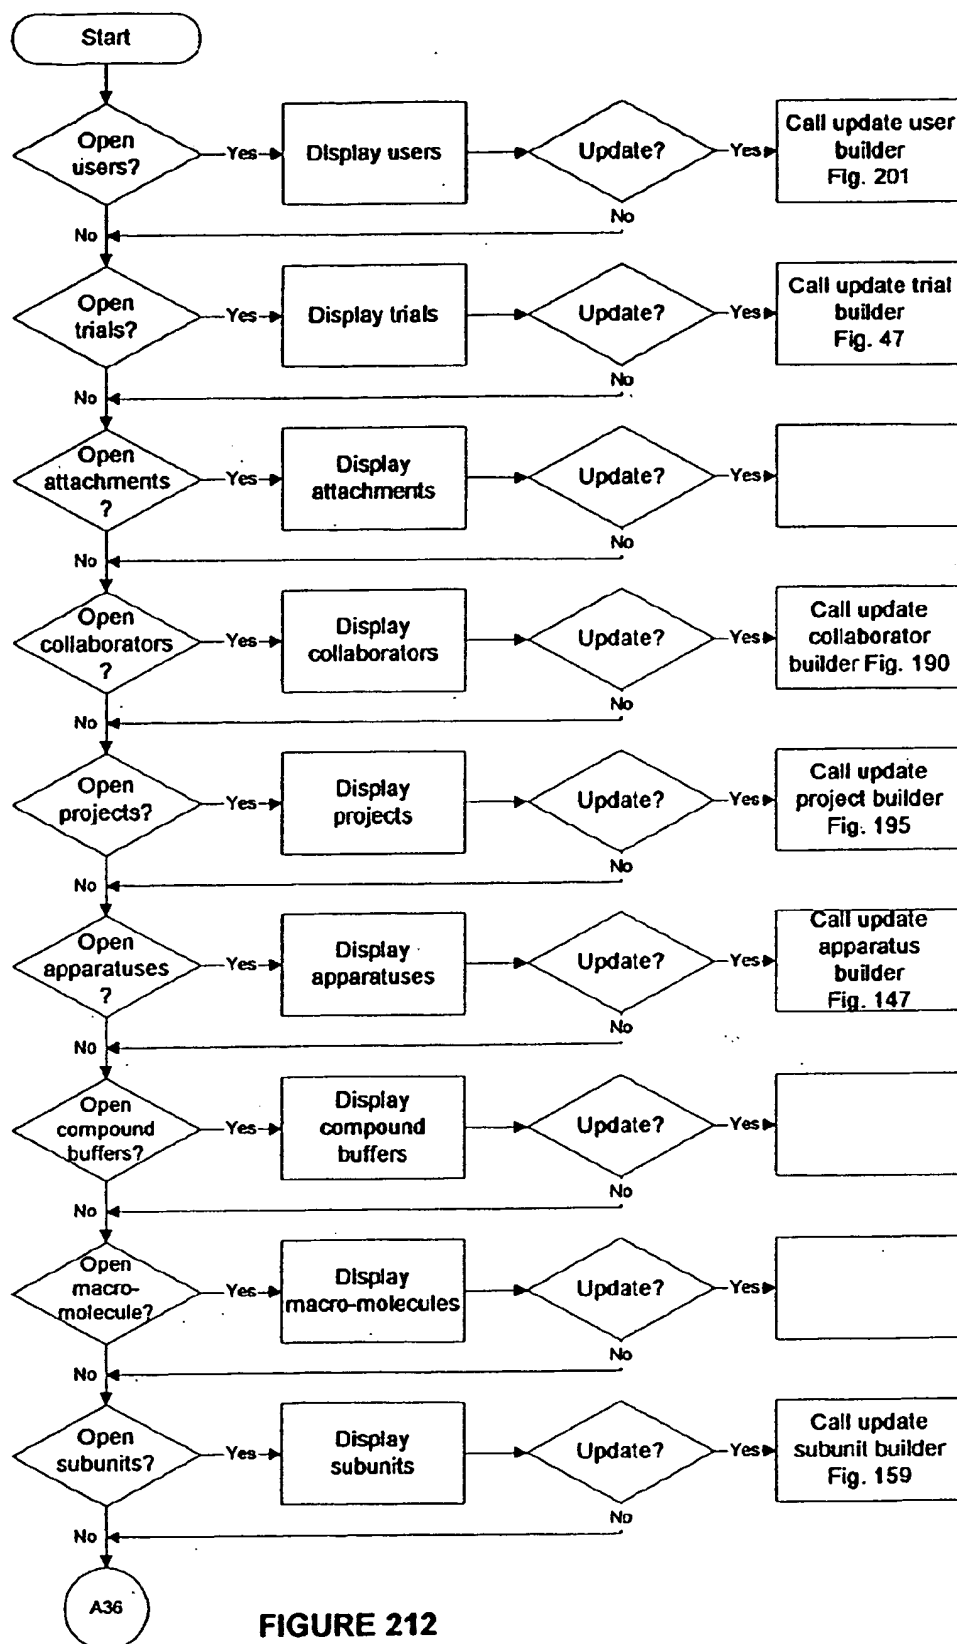 Start
Open
users?
Yes
Display users
Update?
Yes
Call update user
builder
Fig. 201
No
No
Open
trials?
Yes
Display trials
Update?
Yes
Call update trial
builder
Fig. 47
No
No
Open
attachments
?
Yes
Display
attachments
Update?
Yes
No
No
Open
collaborators
?
Yes
Display
collaborators
Update?
Yes
Call update
collaborator
builder Fig. 190
No
No
Open
projects?
Yes
Display
projects
Update?
Yes
Call update
project builder
Fig. 195
No
No
Open
apparatuses
?
Yes
Display
apparatuses
Update?
Yes
Call update
apparatus
builder
Fig. 147
No
No
Open
compound
buffers?
Yes
Display
compound
buffers
Update?
Yes
No
No
Open
macro-
molecule?
Yes
Display
macro-molecules
Update?
Yes
No
No
Open
subunits?
Yes
Display
subunits
Update?
Yes
Call update
subunit builder
Fig. 159
No
No
A36
FIGURE 212